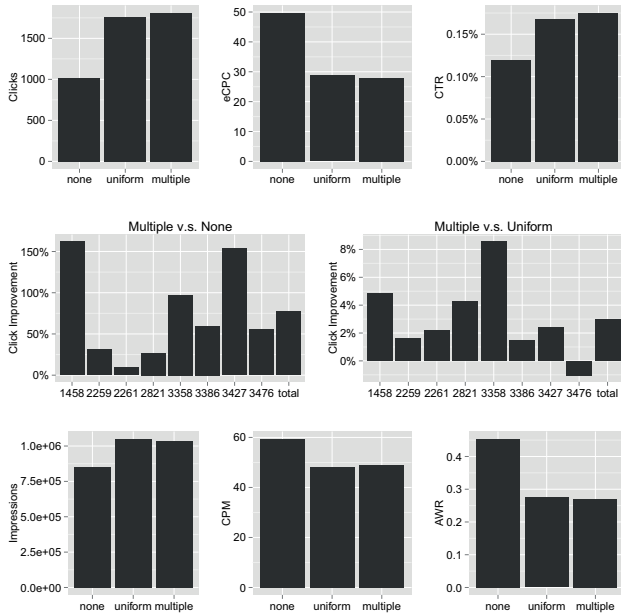 Clicks
1500
1000
500
0
none uniform multiple
eCPC
50
40
30
20
10
0
none uniform multiple
CTR
0.15%
0.10%
0.05%
0.00%
none uniform multiple
Multiple v.s. None
Click Improvement
150%
100%
50%
0%
1458 2259 2261 2821 3358 3386 3427 3476 total
Multiple v.s. Uniform
Click Improvement
8%
6%
4%
2%
0%
1458 2259 2261 2821 3358 3386 3427 3476 total
Impressions
1.0e+06
7.5e+05
5.0e+05
2.5e+05
0.0e+00
none uniform multiple
CPM
60
40
20
0
none uniform multiple
AWR
0.4
0.3
0.2
0.1
0.0
none uniform multiple